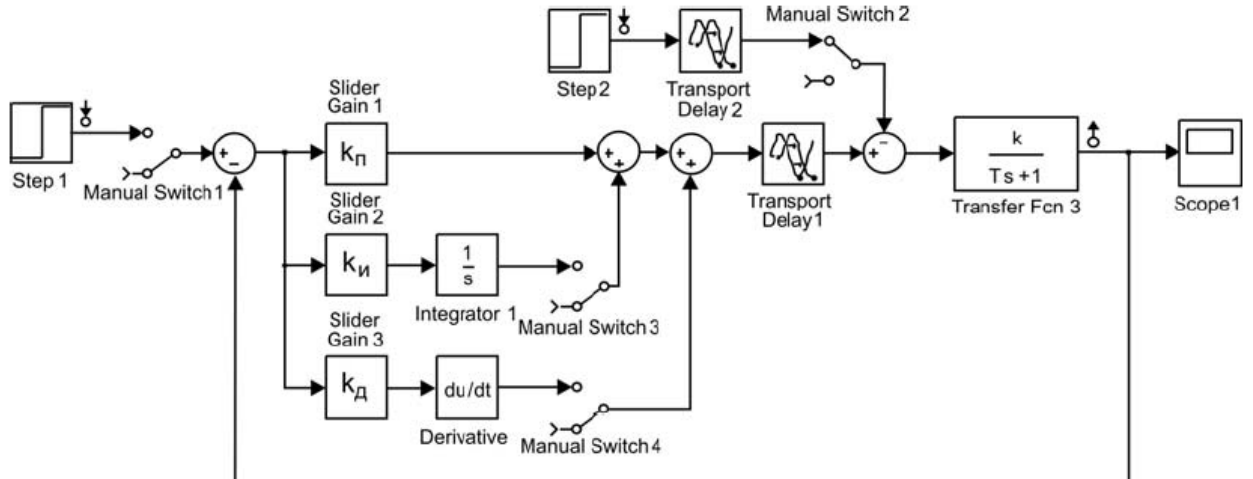 Manual Switch 2
Step 2
Transport
Delay 2
Step 1
Manual Switch 1
+
−
Slider
Gain 1
kП
+
+
+
+
Transport
Delay1
+
−
k
Ts+1
Transfer Fcn 3
Scope1
Slider
Gain 2
kИ
1
s
Integrator 1
Manual Switch 3
Slider
Gain 3
kД
du/dt
Derivative
Manual Switch 4